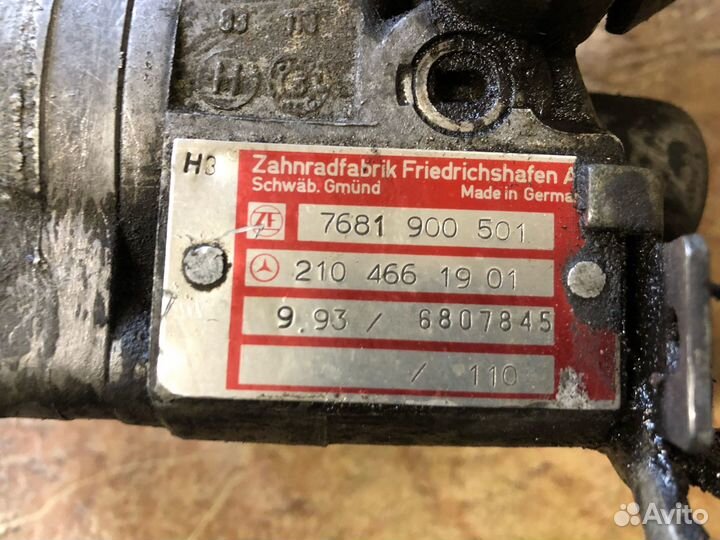 H
H3
Zahnradfabrik Friedrichshafen A
Schwäb. Gmünd Made in Germa
ZF 7681 900 501
210 466 19 01
9.93 / 6807845
/ 110
Avito